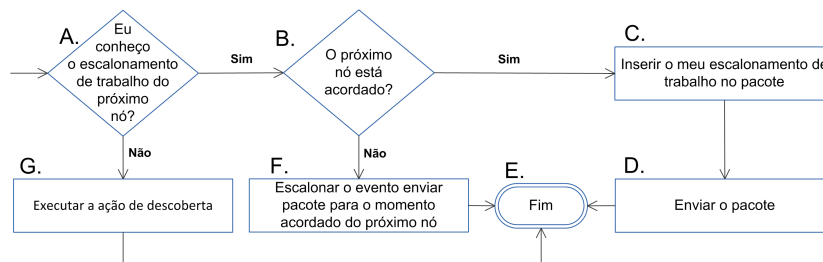 A.
Eu
conheço
o escalonamento
de trabalho do
próximo
nó?
Sim
B.
O próximo
nó está
acordado?
Sim
C.
Inserir o meu escalonamento de
trabalho no pacote
Não
Não
G.
Executar a ação de descoberta
F.
Escalonar o evento enviar
pacote para o momento
acordado do próximo nó
E.
Fim
D.
Enviar o pacote